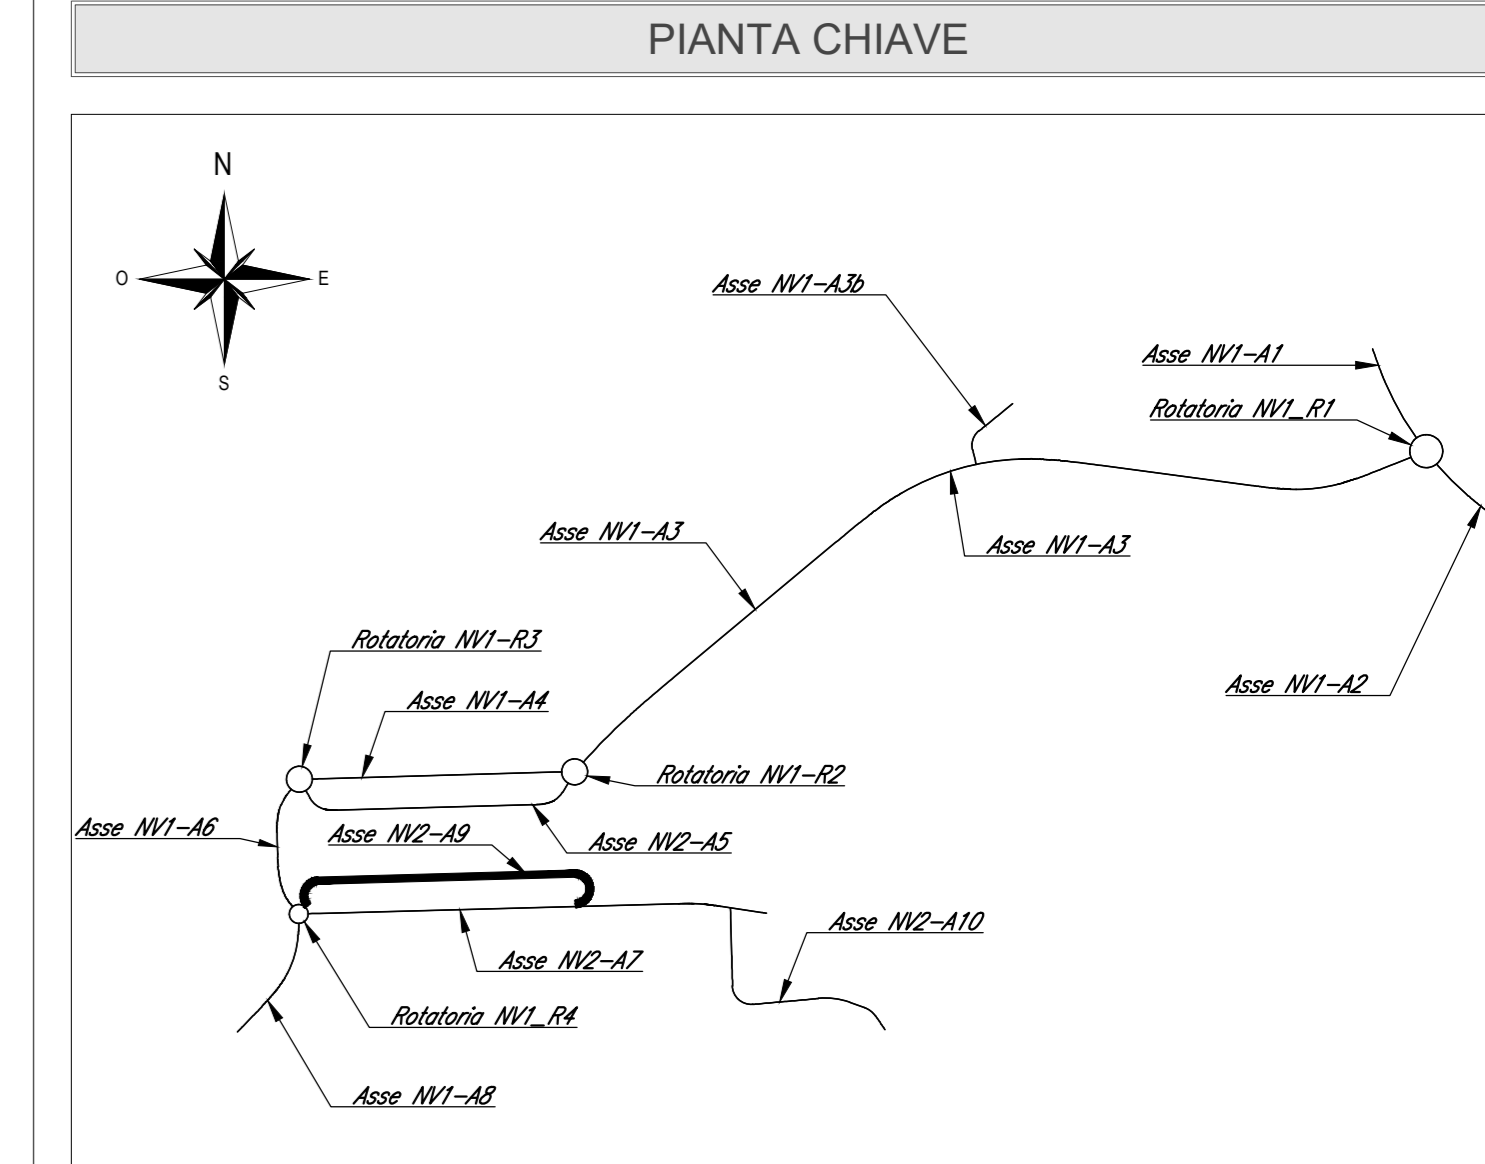 PIANTA CHIAVE
N
O
E
S
Asse NV1-A3b
Asse NV1-A1
Rotatoria NV1_R1
Asse NV1-A3
Asse NV1-A3
Rotatoria NV1-R3
Asse NV1-A2
Asse NV1-A4
Rotatoria NV1-R2
Asse NV1-A6
Asse NV2-A9
Asse NV2-A5
Asse NV2-A10
Asse NV2-A7
Rotatoria NV1_R4
Asse NV1-A8